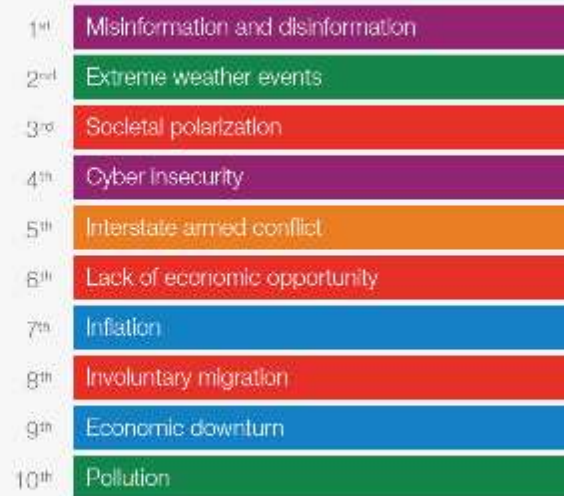 1st Misinformation and disinformation
2nd Extreme weather events
3rd Societal polarization
4th Cyber insecurity
5th Interstate armed conflict
6th Lack of economic opportunity
7th Inflation
8th Involuntary migration
9th Economic downturn
10th Pollution